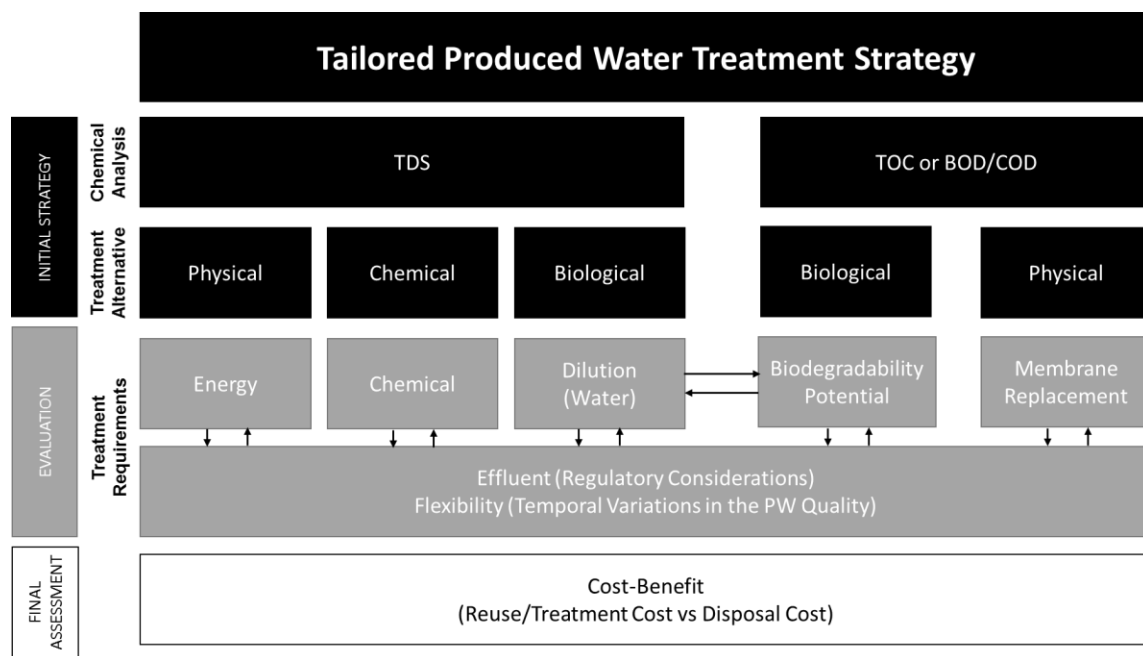 Tailored Produced Water Treatment Strategy
INITIAL STRATEGY
Chemical
Analysis
TDS
TOC or BOD/COD
Treatment
Alternative
Physical
Chemical
Biological
Biological
Physical
EVALUATION
Treatment
Requirements
Energy
Chemical
Dilution
(Water)
Biodegradability
Potential
Membrane
Replacement
Effluent (Regulatory Considerations)
Flexibility (Temporal Variations in the PW Quality)
FINAL
ASSESSMENT
Cost-Benefit
(Reuse/Treatment Cost vs Disposal Cost)